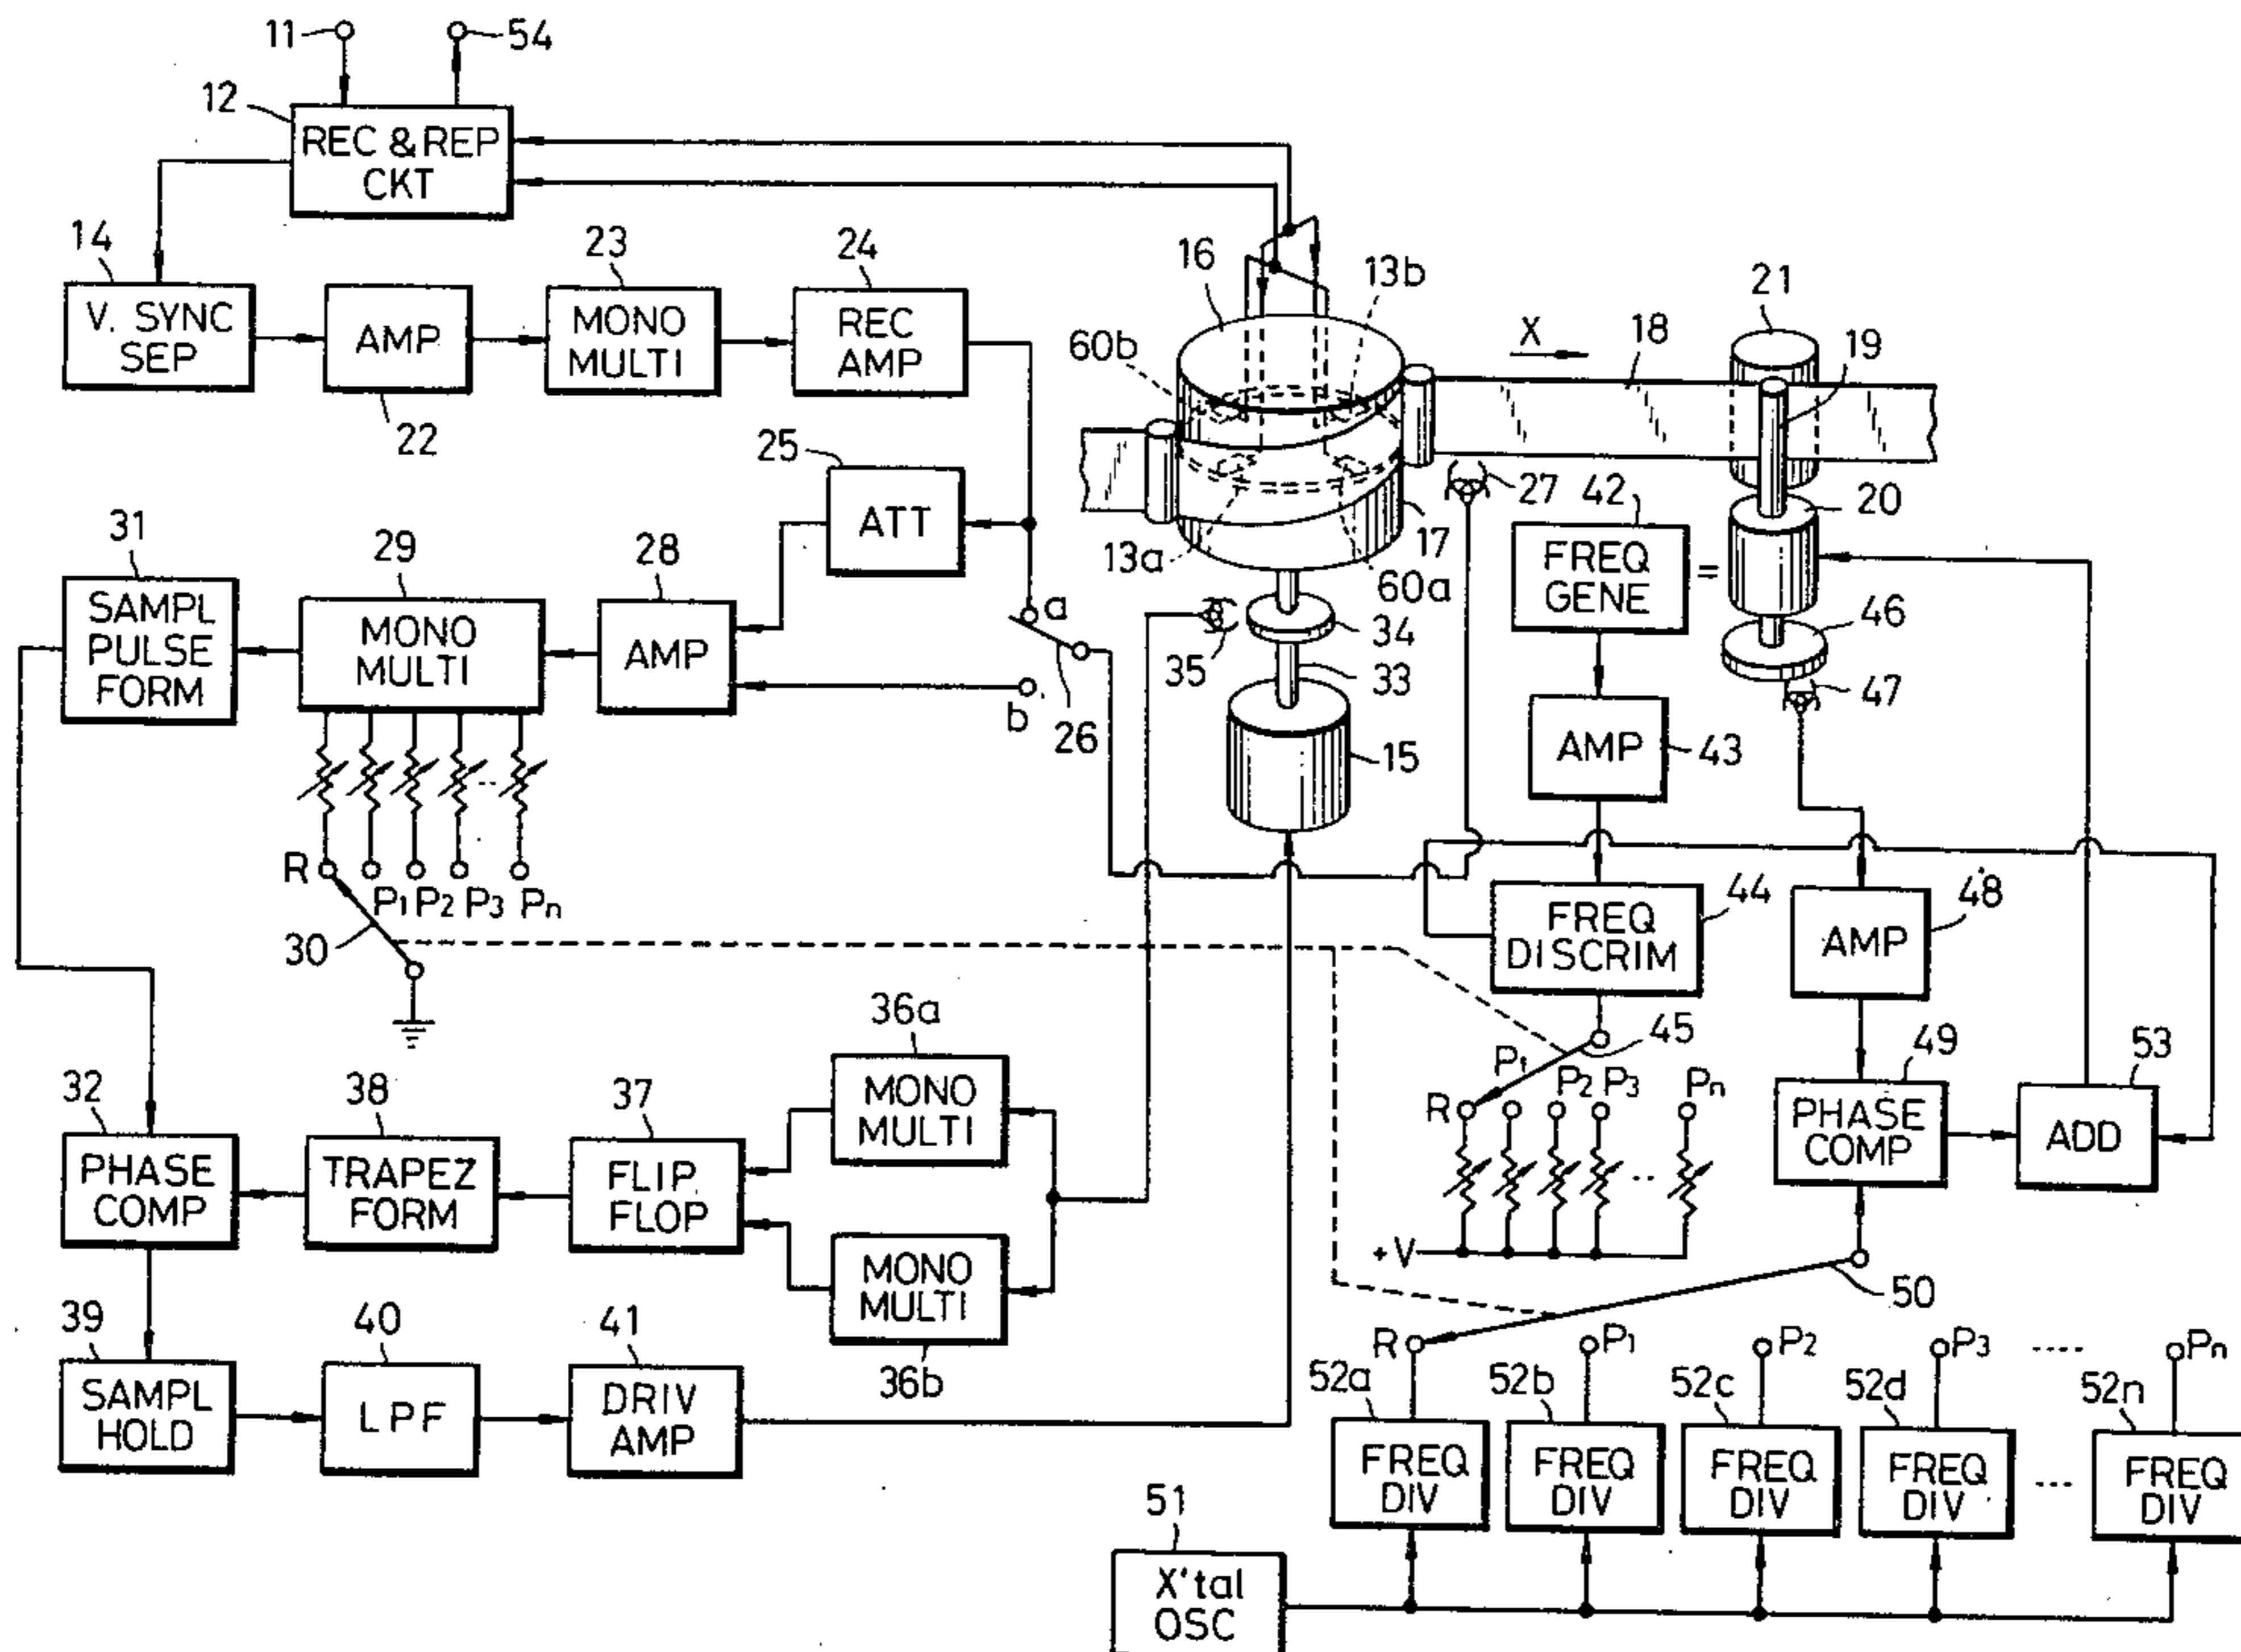 11
54
12
REC & REP
CKT
14
V. SYNC
SEP
AMP
22
23
MONO
MULTI
24
REC
AMP
16
13b
60b
X
18
21
19
25
ATT
27
42
20
31
SAMPL
PULSE
FORM
29
MONO
MULTI
28
AMP
a
b
26
13a
60a
17
FREQ
GENE
=
46
34
35
33
47
15
AMP
43
R
P1
P2
P3
Pn
30
FREQ
DISCRIM
44
AMP
48
45
36a
MONO
MULTI
P1
P2
P3
Pn
R
49
PHASE
COMP
53
ADD
32
PHASE
COMP
38
TRAPEZ
FORM
37
FLIP
FLOP
MONO
MULTI
36b
+V
50
39
SAMPL
HOLD
40
LPF
41
DRIV
AMP
R
P1
P2
P3
----
Pn
52a
52b
52c
52d
52n
FREQ
DIV
FREQ
DIV
FREQ
DIV
FREQ
DIV
----
FREQ
DIV
51
X'tal
OSC